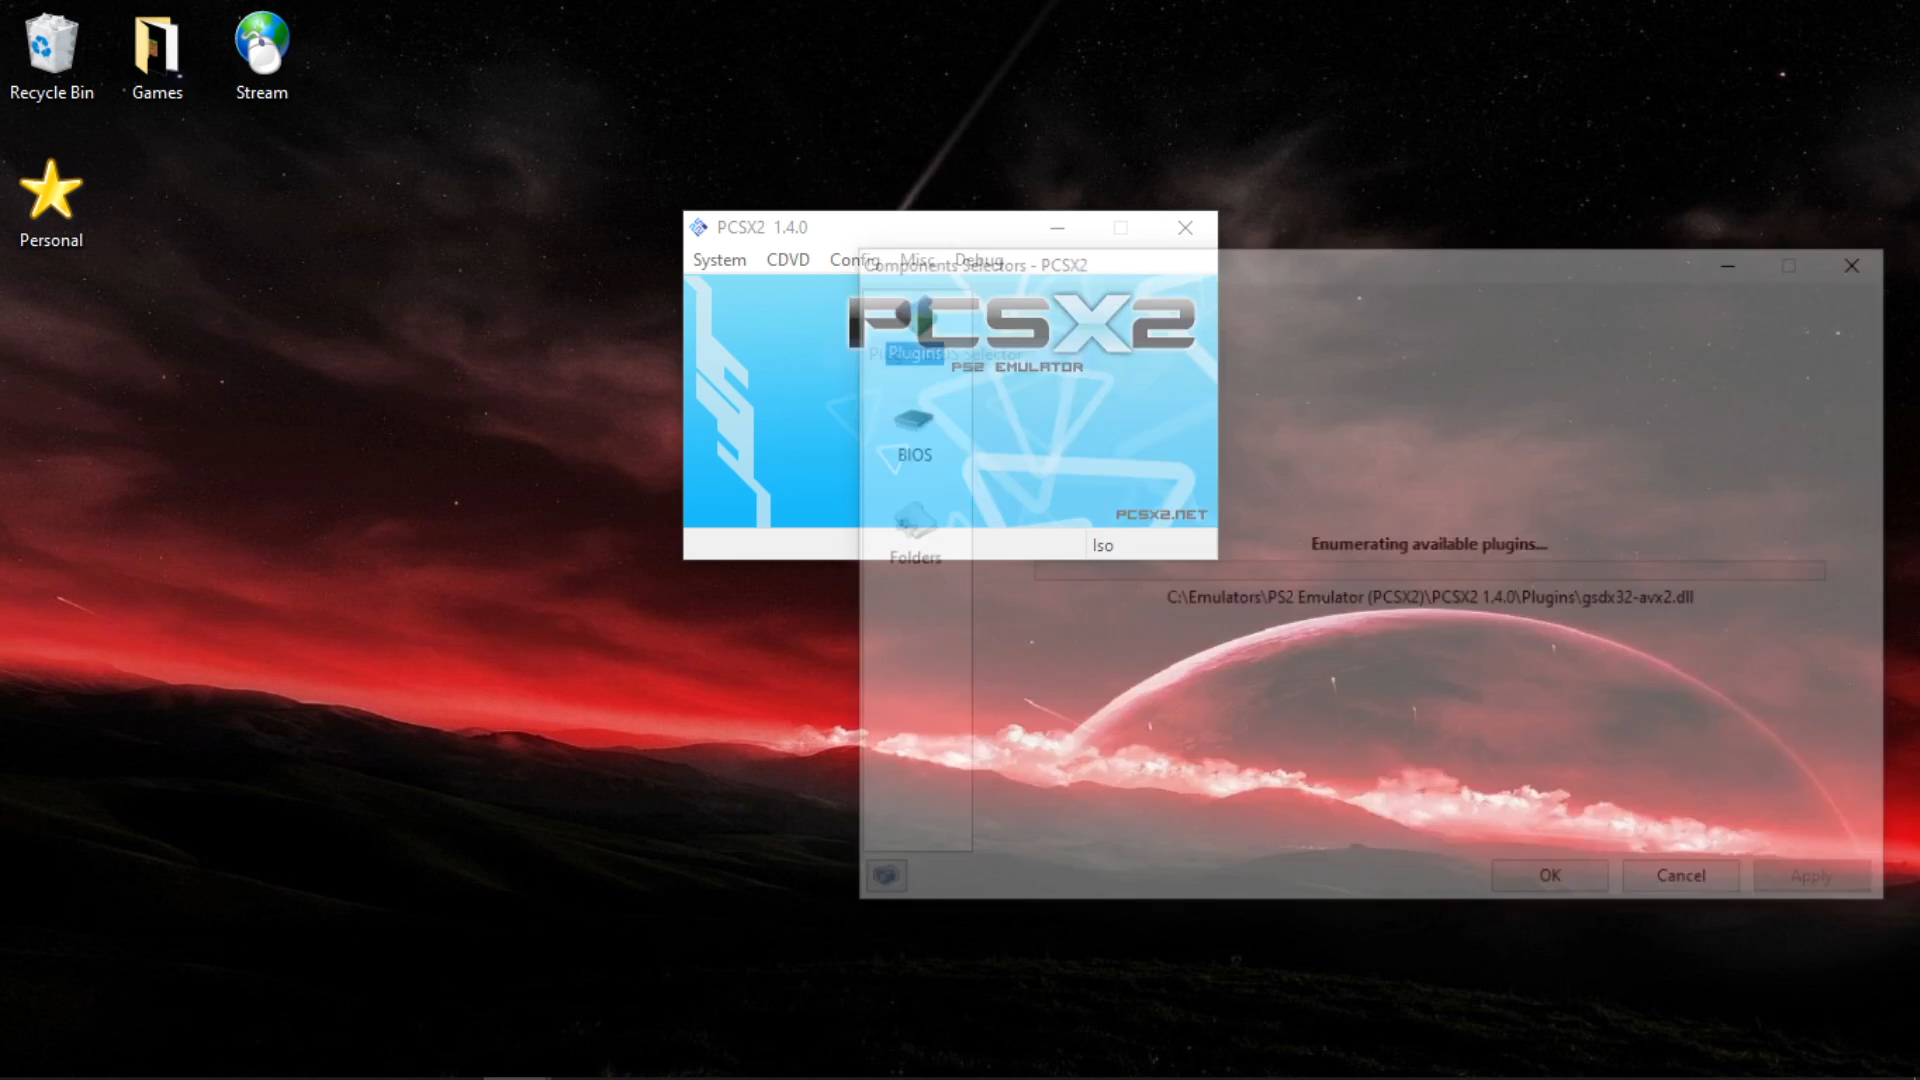 Recycle Bin
Games
Stream
Personal
PCSX2 1.4.0
System CDVD Config Misc Debug
Components Selectors - PCSX2
PCSX2
PS2 EMULATOR
Plugins
BIOS
Folders
PCSX2.NET
Iso
Enumerating available plugins...
C:\Emulators\PS2 Emulator (PCSX2)\PCSX2 1.4.0\Plugins\gsdx32-avx2.dll
OK Cancel Apply